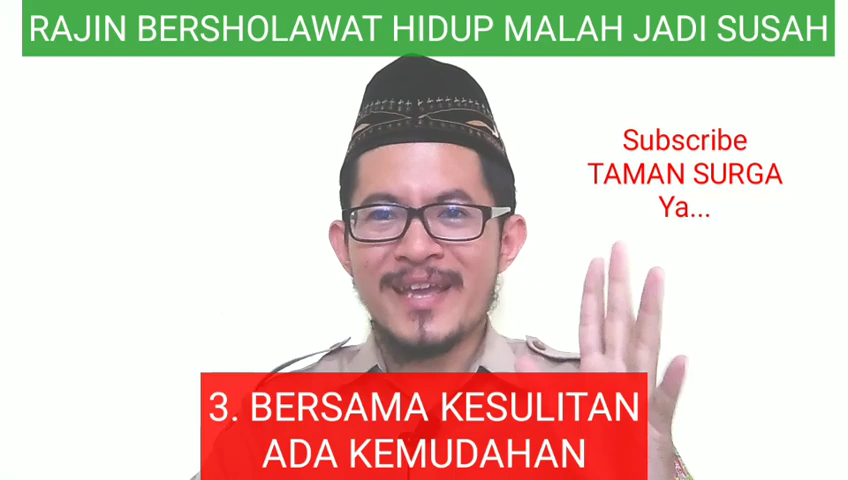 RAJIN BERSHOLAWAT HIDUP MALAH JADI SUSAH
Subscribe
TAMAN SURGA
Ya...
3. BERSAMA KESULITAN
ADA KEMUDAHAN